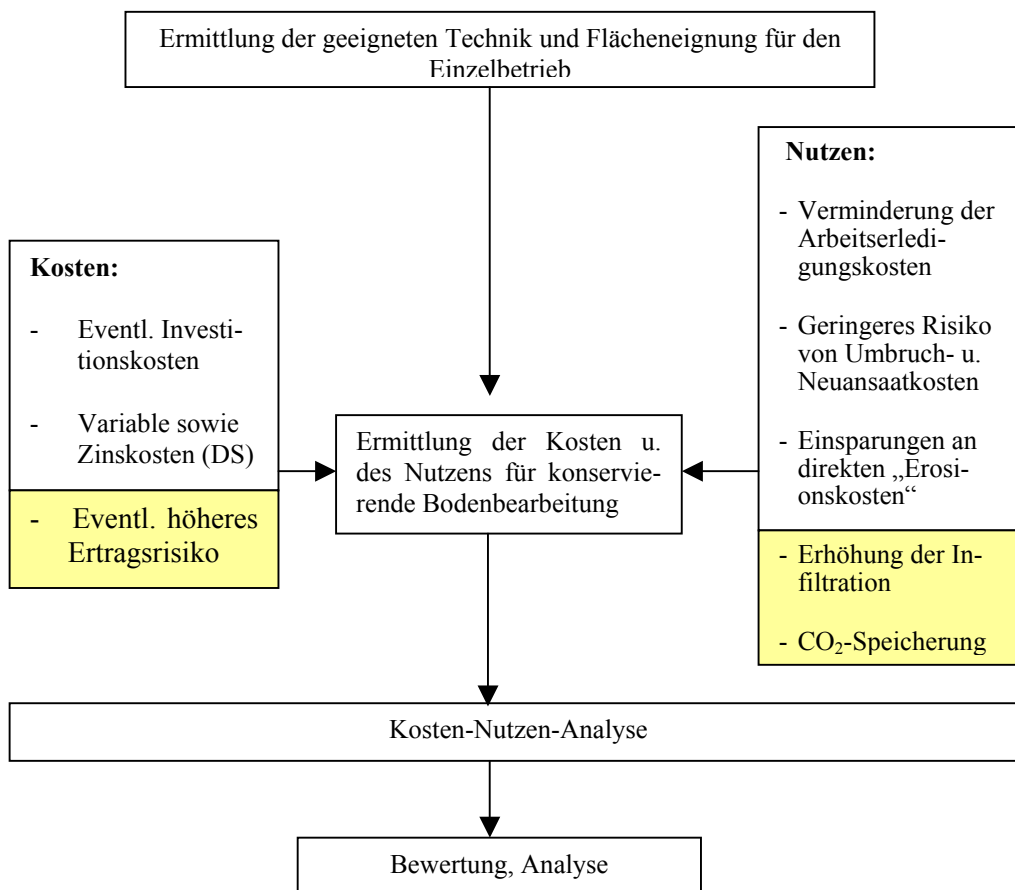 Ermittlung der geeigneten Technik und Flächeneignung für den
Einzelbetrieb
Nutzen:
- Verminderung der
Arbeitserledi-
gungskosten
- Geringeres Risiko
von Umbruch- u.
Neuansaatkosten
- Einsparungen an
direkten „Erosi-
onskosten“
- Erhöhung der In-
filtration
- CO₂-Speicherung
Kosten:
- Eventl. Investi-
tionskosten
- Variable sowie
Zinskosten (DS)
- Eventl. höheres
Ertragsrisiko
Ermittlung der Kosten u.
des Nutzens für konservie-
rende Bodenbearbeitung
Kosten-Nutzen-Analyse
Bewertung, Analyse